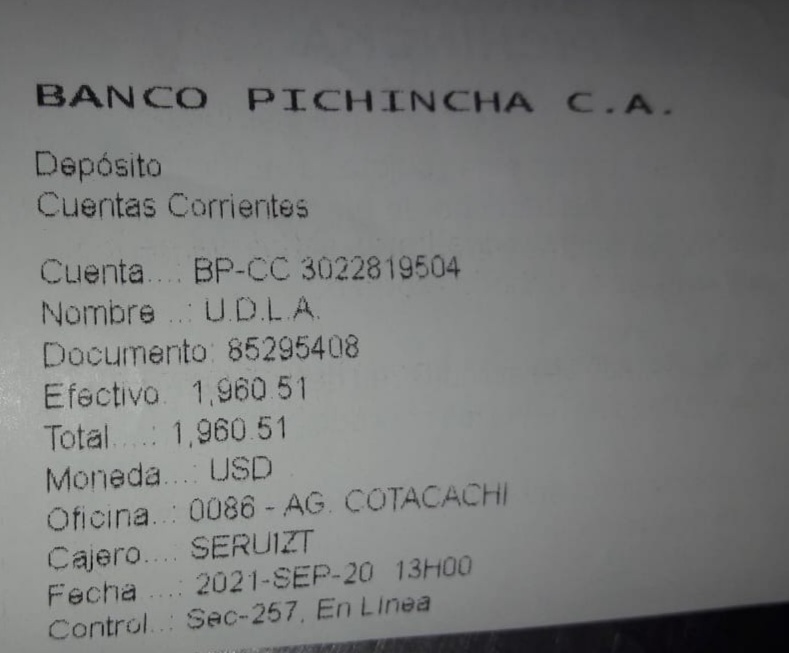 BANCO PICHINCHA C.A.
Depósito
Cuentas Corrientes
Cuenta....: BP-CC 3022819504
Nombre ..: U.D.L.A.
Documento: 85295408
Efectivo. 1,960.51
Total.....: 1,960.51
Moneda...: USD
Oficina..: 0086 - AG. COTACACHI
Cajero....: SERUIZT
Fecha ....: 2021-SEP-20 13H00
Control..: Sec-257, En Línea